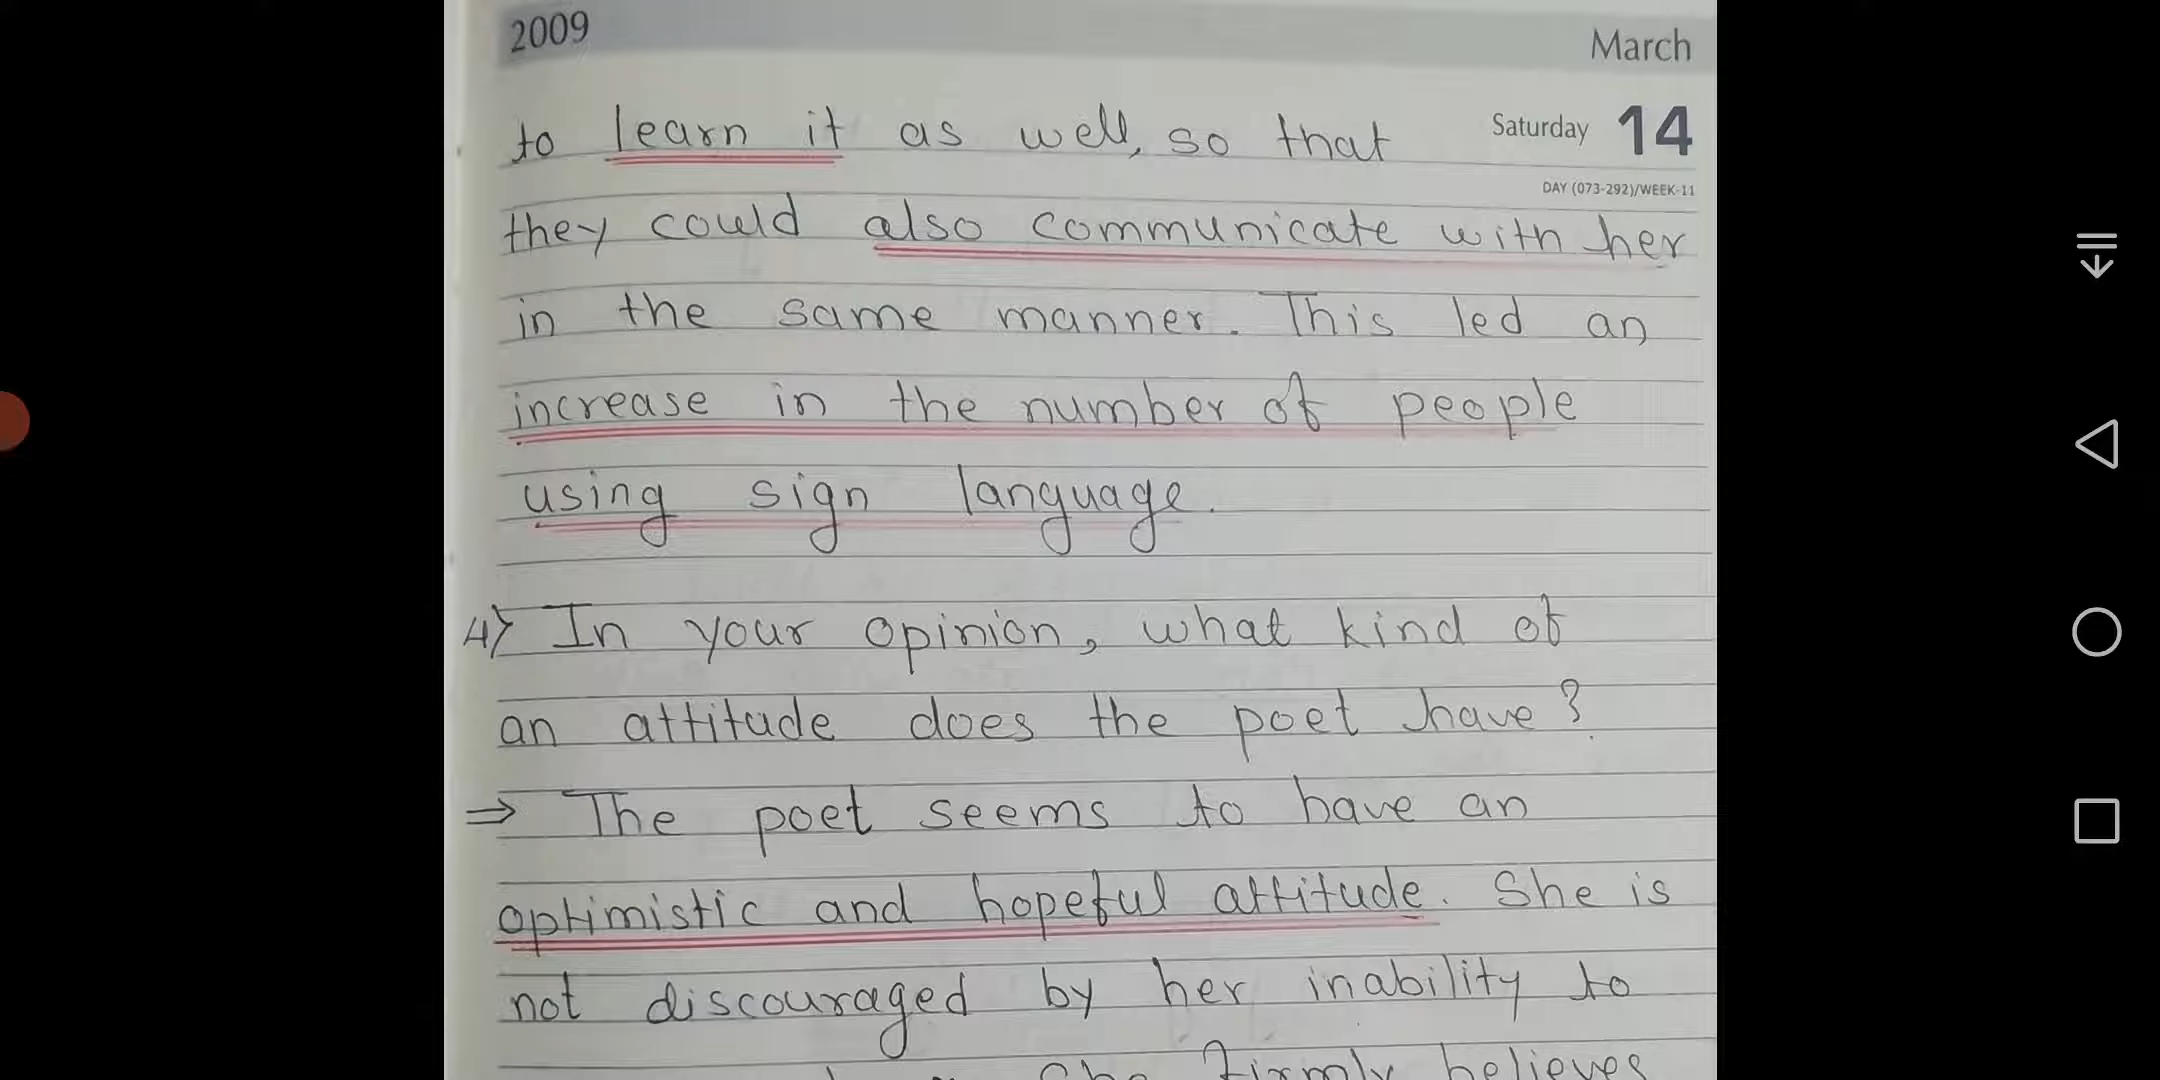 2009 March
Saturday 14
to learn it as well, so that
DAY (073-292)/WEEK-11
they could also communicate with her
in the same manner. This led an
increase in the number of people
using sign language.
4) In your opinion, what kind of
an attitude does the poet have?
⇒ The poet seems to have an
optimistic and hopeful attitude. She is
not discouraged by her inability to
She firmly believes